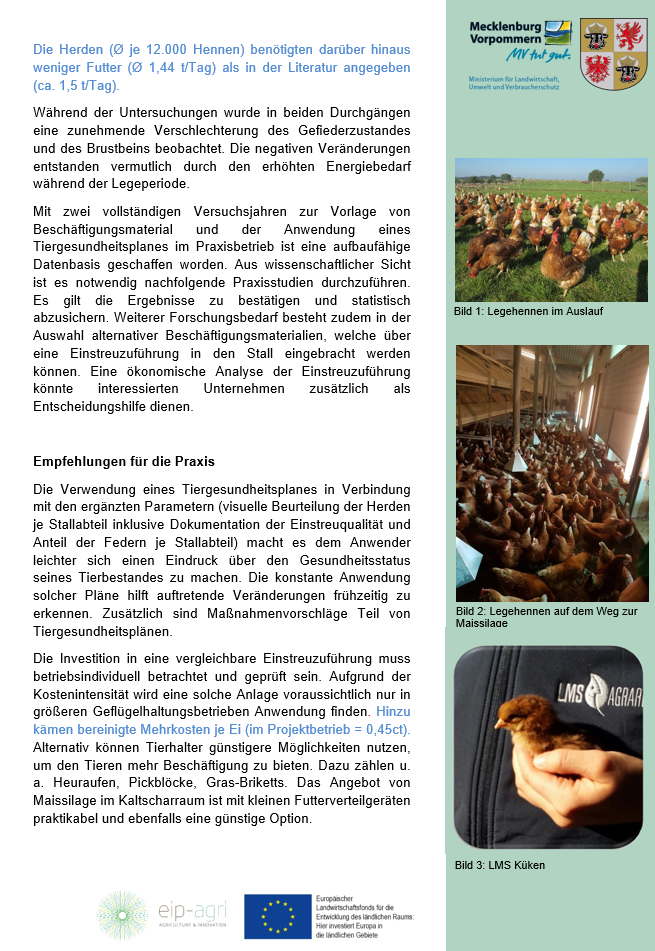 Die Herden (Ø je 12.000 Hennen) benötigten darüber hinaus
weniger Futter (Ø 1,44 t/Tag) als in der Literatur angegeben
(ca. 1,5 t/Tag).
Während der Untersuchungen wurde in beiden Durchgängen
eine zunehmende Verschlechterung des Gefiederzustandes
und des Brustbeins beobachtet. Die negativen Veränderungen
entstanden vermutlich durch den erhöhten Energiebedarf
während der Legeperiode.
Mit zwei vollständigen Versuchsjahren zur Vorlage von
Beschäftigungsmaterial und der Anwendung eines
Tiergesundheitsplanes im Praxisbetrieb ist eine aufbaufähige
Datenbasis geschaffen worden. Aus wissenschaftlicher Sicht
ist es notwendig nachfolgende Praxisstudien durchzuführen.
Es gilt die Ergebnisse zu bestätigen und statistisch
abzusichern. Weiterer Forschungsbedarf besteht zudem in der
Auswahl alternativer Beschäftigungsmaterialien, welche über
eine Einstreuzuführung in den Stall eingebracht werden
können. Eine ökonomische Analyse der Einstreuzuführung
könnte interessierten Unternehmen zusätzlich als
Entscheidungshilfe dienen.
Empfehlungen für die Praxis
Die Verwendung eines Tiergesundheitsplanes in Verbindung
mit den ergänzten Parametern (visuelle Beurteilung der Herden
je Stallabteil inklusive Dokumentation der Einstreuqualität und
Anteil der Federn je Stallabteil) macht es dem Anwender
leichter sich einen Eindruck über den Gesundheitsstatus
seines Tierbestandes zu machen. Die konstante Anwendung
solcher Pläne hilft auftretende Veränderungen frühzeitig zu
erkennen. Zusätzlich sind Maßnahmenvorschläge Teil von
Tiergesundheitsplänen.
Die Investition in eine vergleichbare Einstreuzuführung muss
betriebsindividuell betrachtet und geprüft sein. Aufgrund der
Kostenintensität wird eine solche Anlage voraussichtlich nur in
größeren Geflügelhaltungsbetrieben Anwendung finden. Hinzu
kämen bereinigte Mehrkosten je Ei (im Projektbetrieb = 0,45ct).
Alternativ können Tierhalter günstigere Möglichkeiten nutzen,
um den Tieren mehr Beschäftigung zu bieten. Dazu zählen u.
a. Heuraufen, Pickblöcke, Gras-Briketts. Das Angebot von
Maissilage im Kaltscharraum ist mit kleinen Futterverteilgeräten
praktikabel und ebenfalls eine günstige Option.
Mecklenburg
Vorpommern
MV tut gut.
Ministerium für Landwirtschaft,
Umwelt und Verbraucherschutz
Bild 1: Legehennen im Auslauf
Bild 2: Legehennen auf dem Weg zur
Maissilage
LMS AGRAR
Bild 3: LMS Küken
eip-agri
AGRICULTURE & INNOVATION
Europäischer
Landwirtschaftsfonds für die
Entwicklung des ländlichen Raums:
Hier investiert Europa in
die ländlichen Gebiete